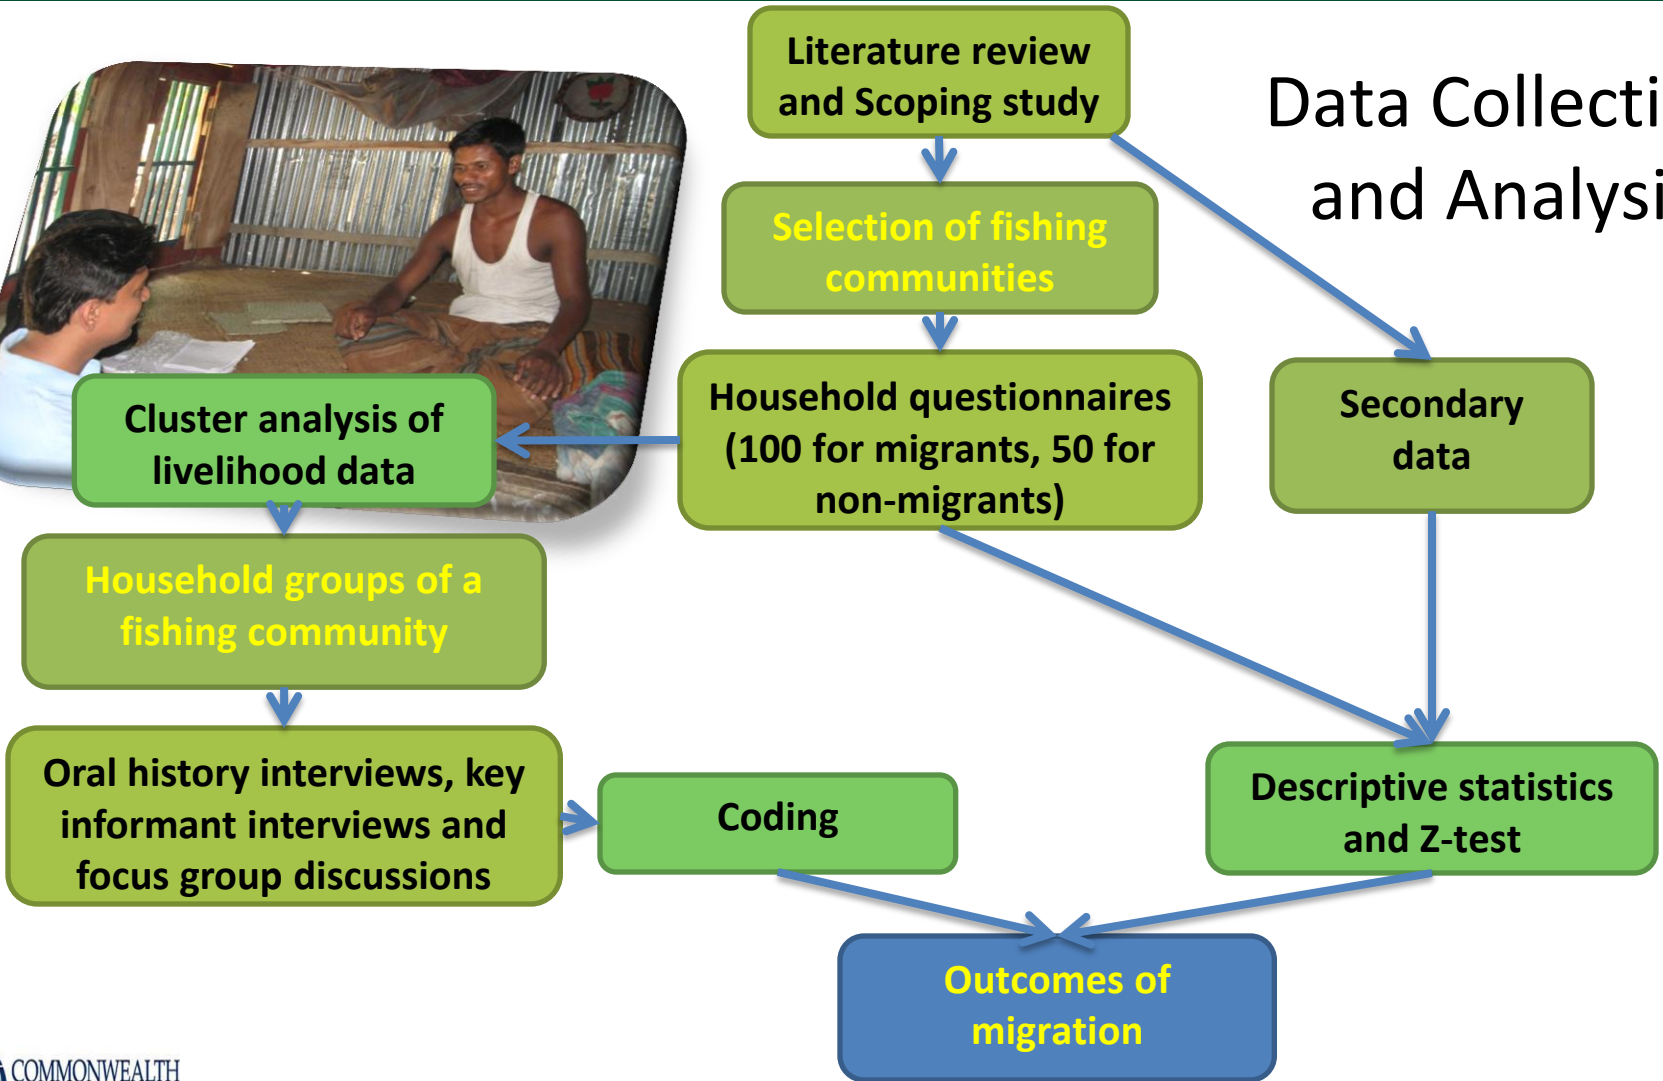 Literature review
and Scoping study
Data Collecti
and Analysi
Selection of fishing
communities
Household questionnaires
(100 for migrants, 50 for
non-migrants)
Secondary
data
Cluster analysis of
livelihood data
Household groups of a
fishing community
Oral history interviews, key
informant interviews and
focus group discussions
Coding
Descriptive statistics
and Z-test
Outcomes of
migration
COMMONWEALTH